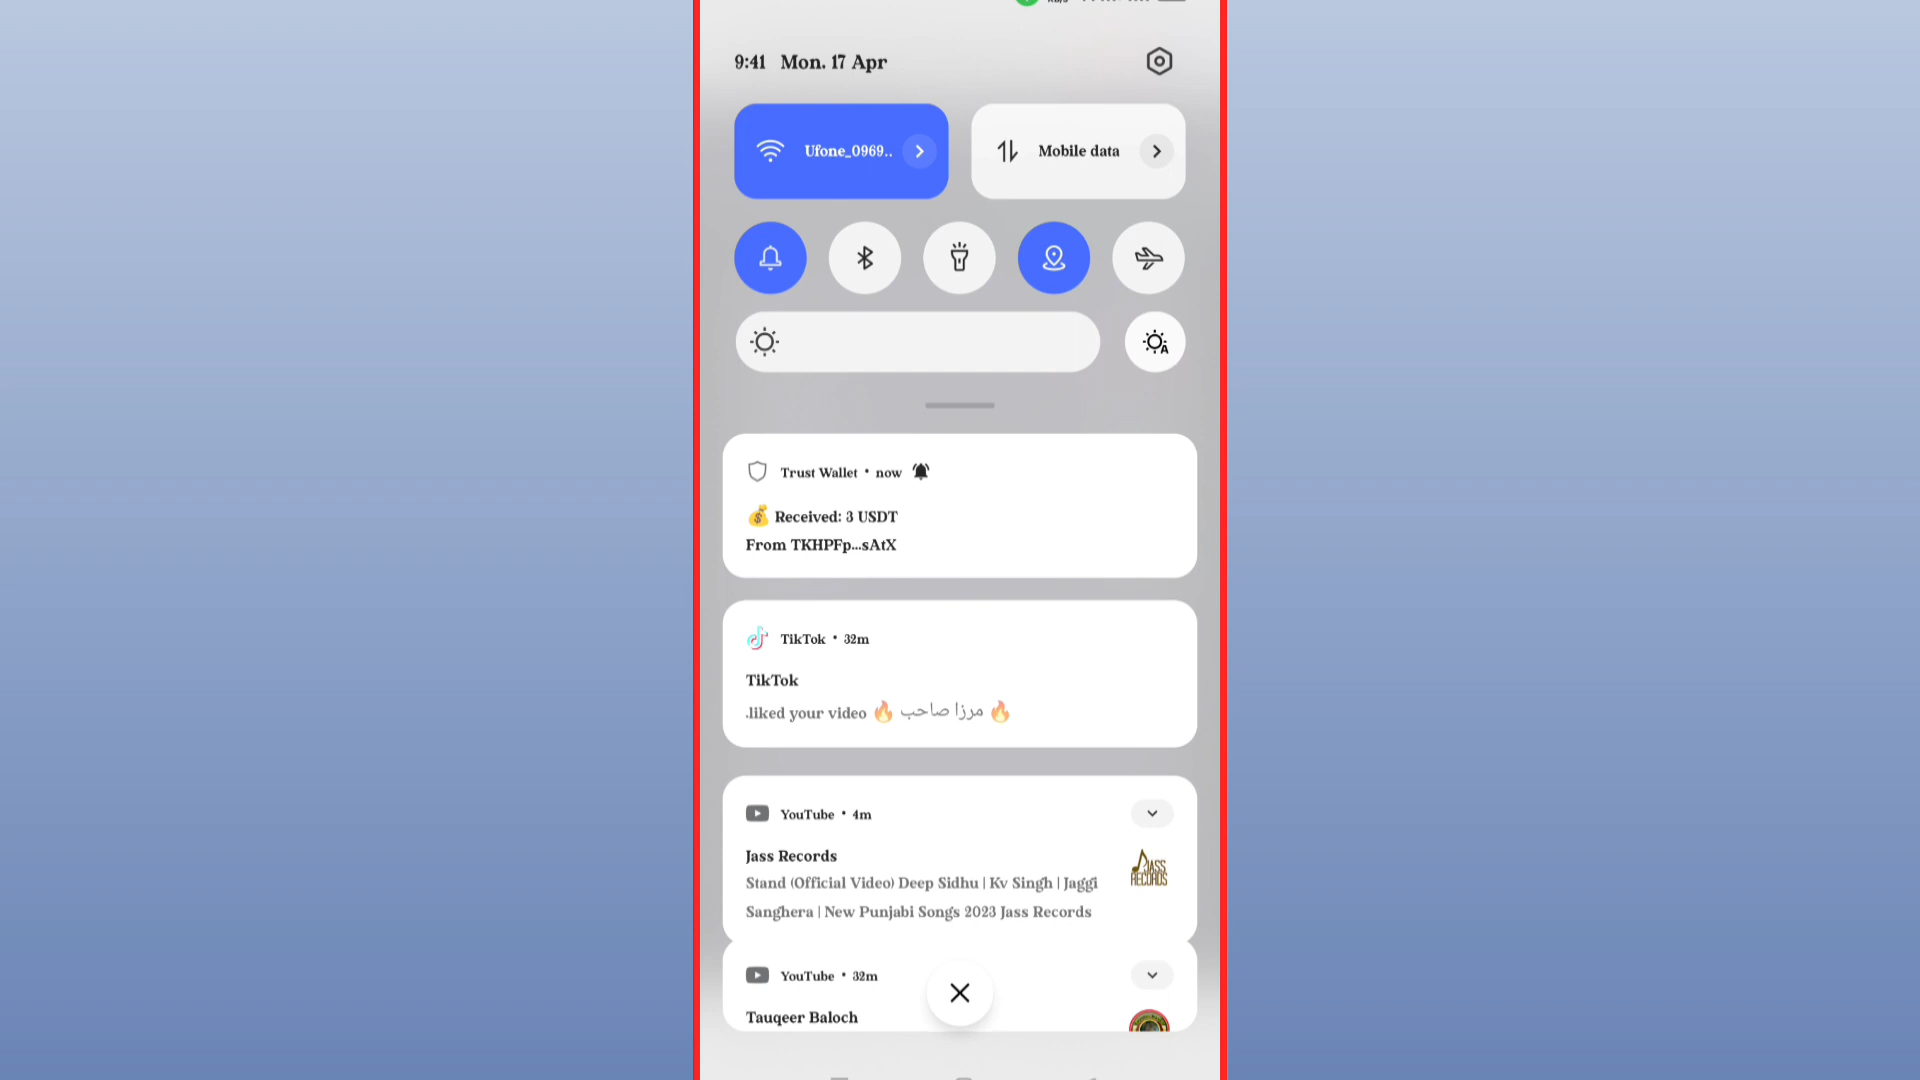 9:41 Mon. 17 Apr
Ufone_0969..
Mobile data
A
Trust Wallet • now
💰 Received: 3 USDT
From TKHPFp...sAtX
TikTok • 32m
TikTok
.liked your video 🔥 مرزا صاحب 🔥
YouTube • 4m
Jass Records
JASS
RECORDS
Stand (Official Video) Deep Sidhu | Kv Singh | Jaggi
Sanghera | New Punjabi Songs 2023 Jass Records
YouTube • 32m
Tauqeer Baloch